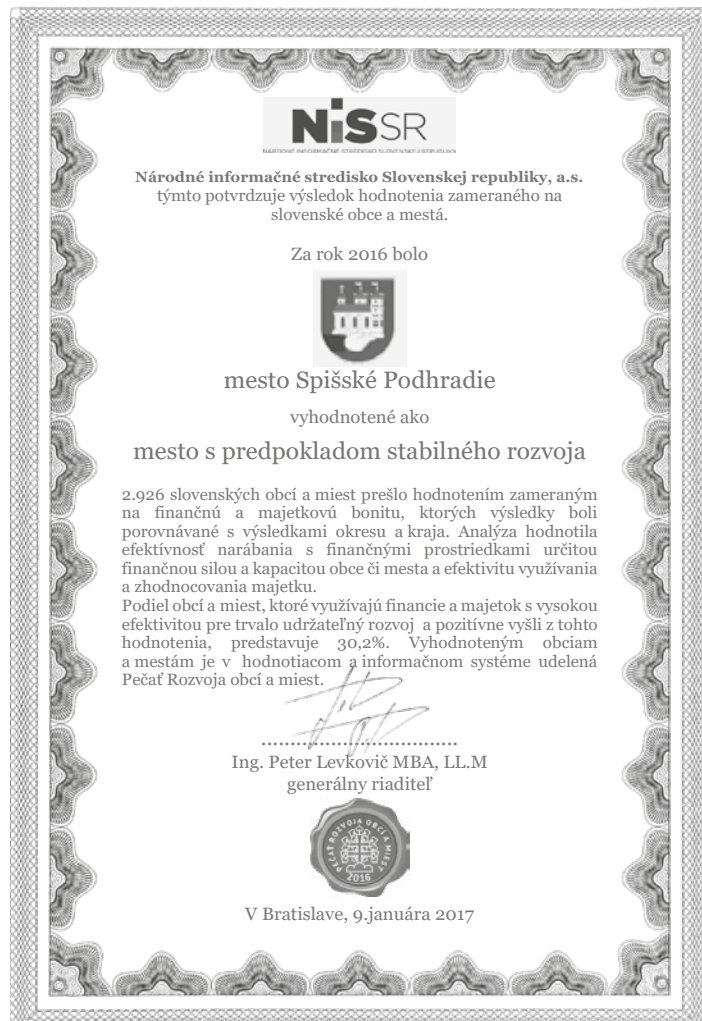 NiSSR
NÁRODNÉ INFORMAČNÉ STREDISKO SLOVENSKEJ REPUBLIKY
Národné informačné stredisko Slovenskej republiky, a.s.
týmto potvrdzuje výsledok hodnotenia zameraného na
slovenské obce a mestá.
Za rok 2016 bolo
mesto Spišské Podhradie
vyhodnotené ako
mesto s predpokladom stabilného rozvoja
2.926 slovenských obcí a miest prešlo hodnotením zameraným
na finančnú a majetkovú bonitu, ktorých výsledky boli
porovnávané s výsledkami okresu a kraja. Analýza hodnotila
efektívnosť narábania s finančnými prostriedkami určitou
finančnou silou a kapacitou obce či mesta a efektivitu využívania
a zhodnocovania majetku.
Podiel obcí a miest, ktoré využívajú financie a majetok s vysokou
efektivitou pre trvalo udržateľný rozvoj a pozitívne vyšli z tohto
hodnotenia, predstavuje 30,2%. Vyhodnoteným obciam
a mestám je v hodnotiacom a informačnom systéme udelená
Pečať Rozvoja obcí a miest.
Ing. Peter Levkovič MBA, LL.M
generálny riaditeľ
PEČAŤ ROZVOJA OBCÍ A MIEST
2016
V Bratislave, 9.januára 2017